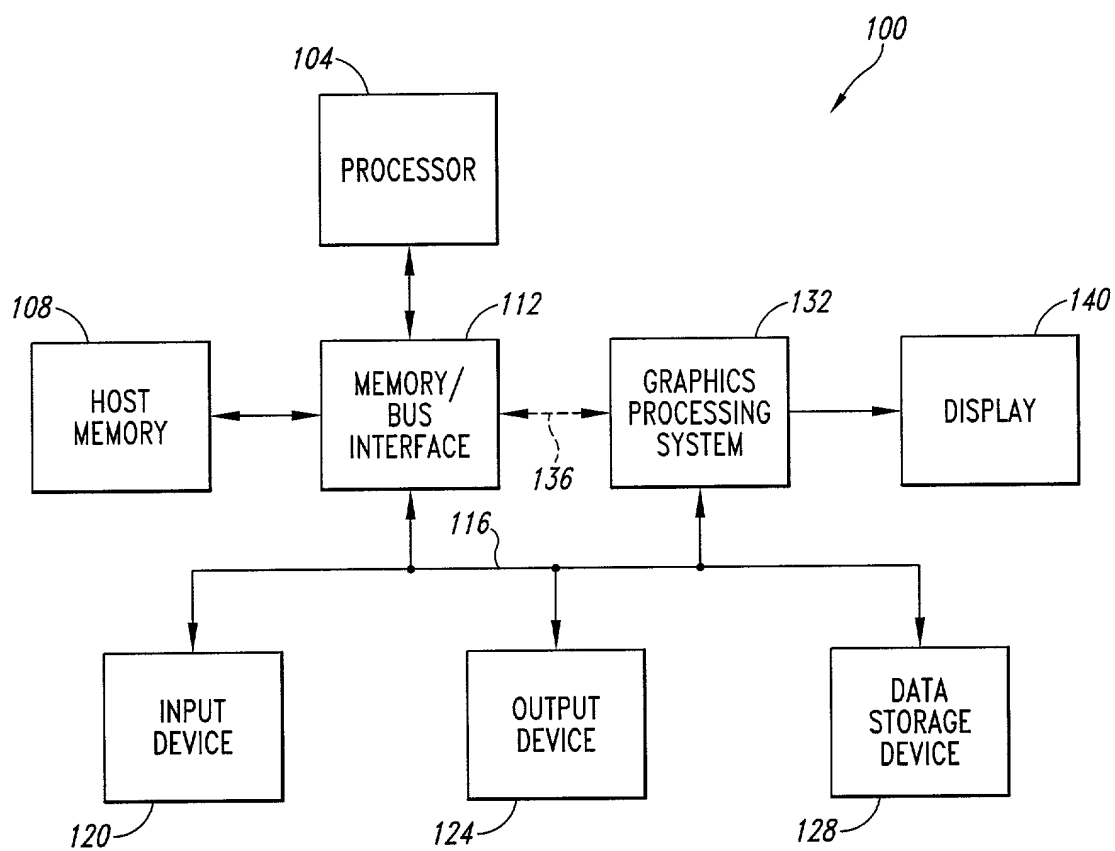 100
104
PROCESSOR
108
HOST
MEMORY
112
MEMORY/
BUS
INTERFACE
136
132
GRAPHICS
PROCESSING
SYSTEM
140
DISPLAY
116
INPUT
DEVICE
120
OUTPUT
DEVICE
124
DATA
STORAGE
DEVICE
128